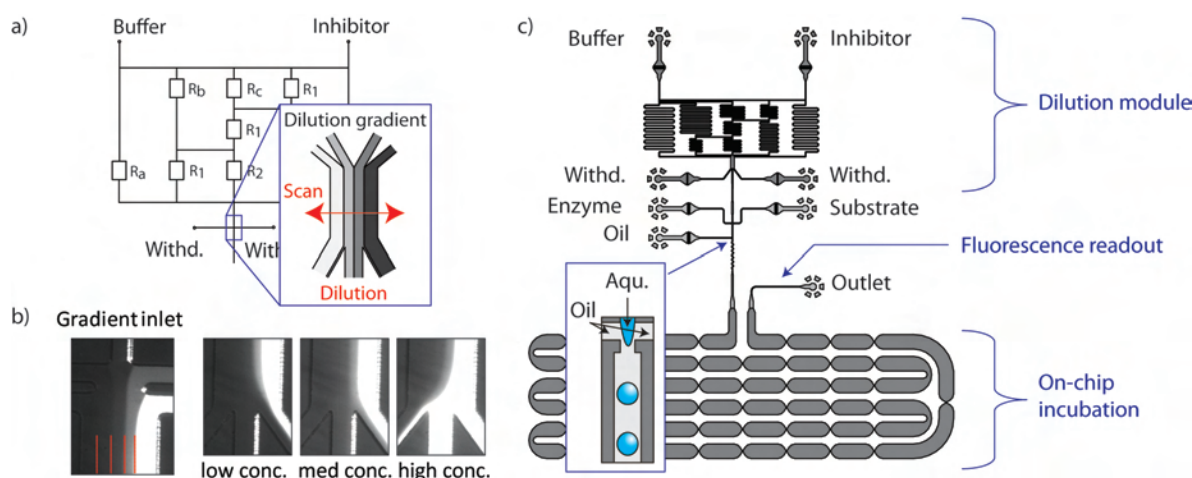 a)
Buffer
Inhibitor
Rb
Rc
R1
R1
Ra
R1
R2
Dilution gradient
Scan
Dilution
Withd.
With
b)
Gradient inlet
low conc.
med conc.
high conc.
c)
Buffer
Inhibitor
Dilution module
Withd.
Withd.
Enzyme
Substrate
Oil
Fluorescence readout
Aqu.
Oil
Outlet
On-chip
incubation